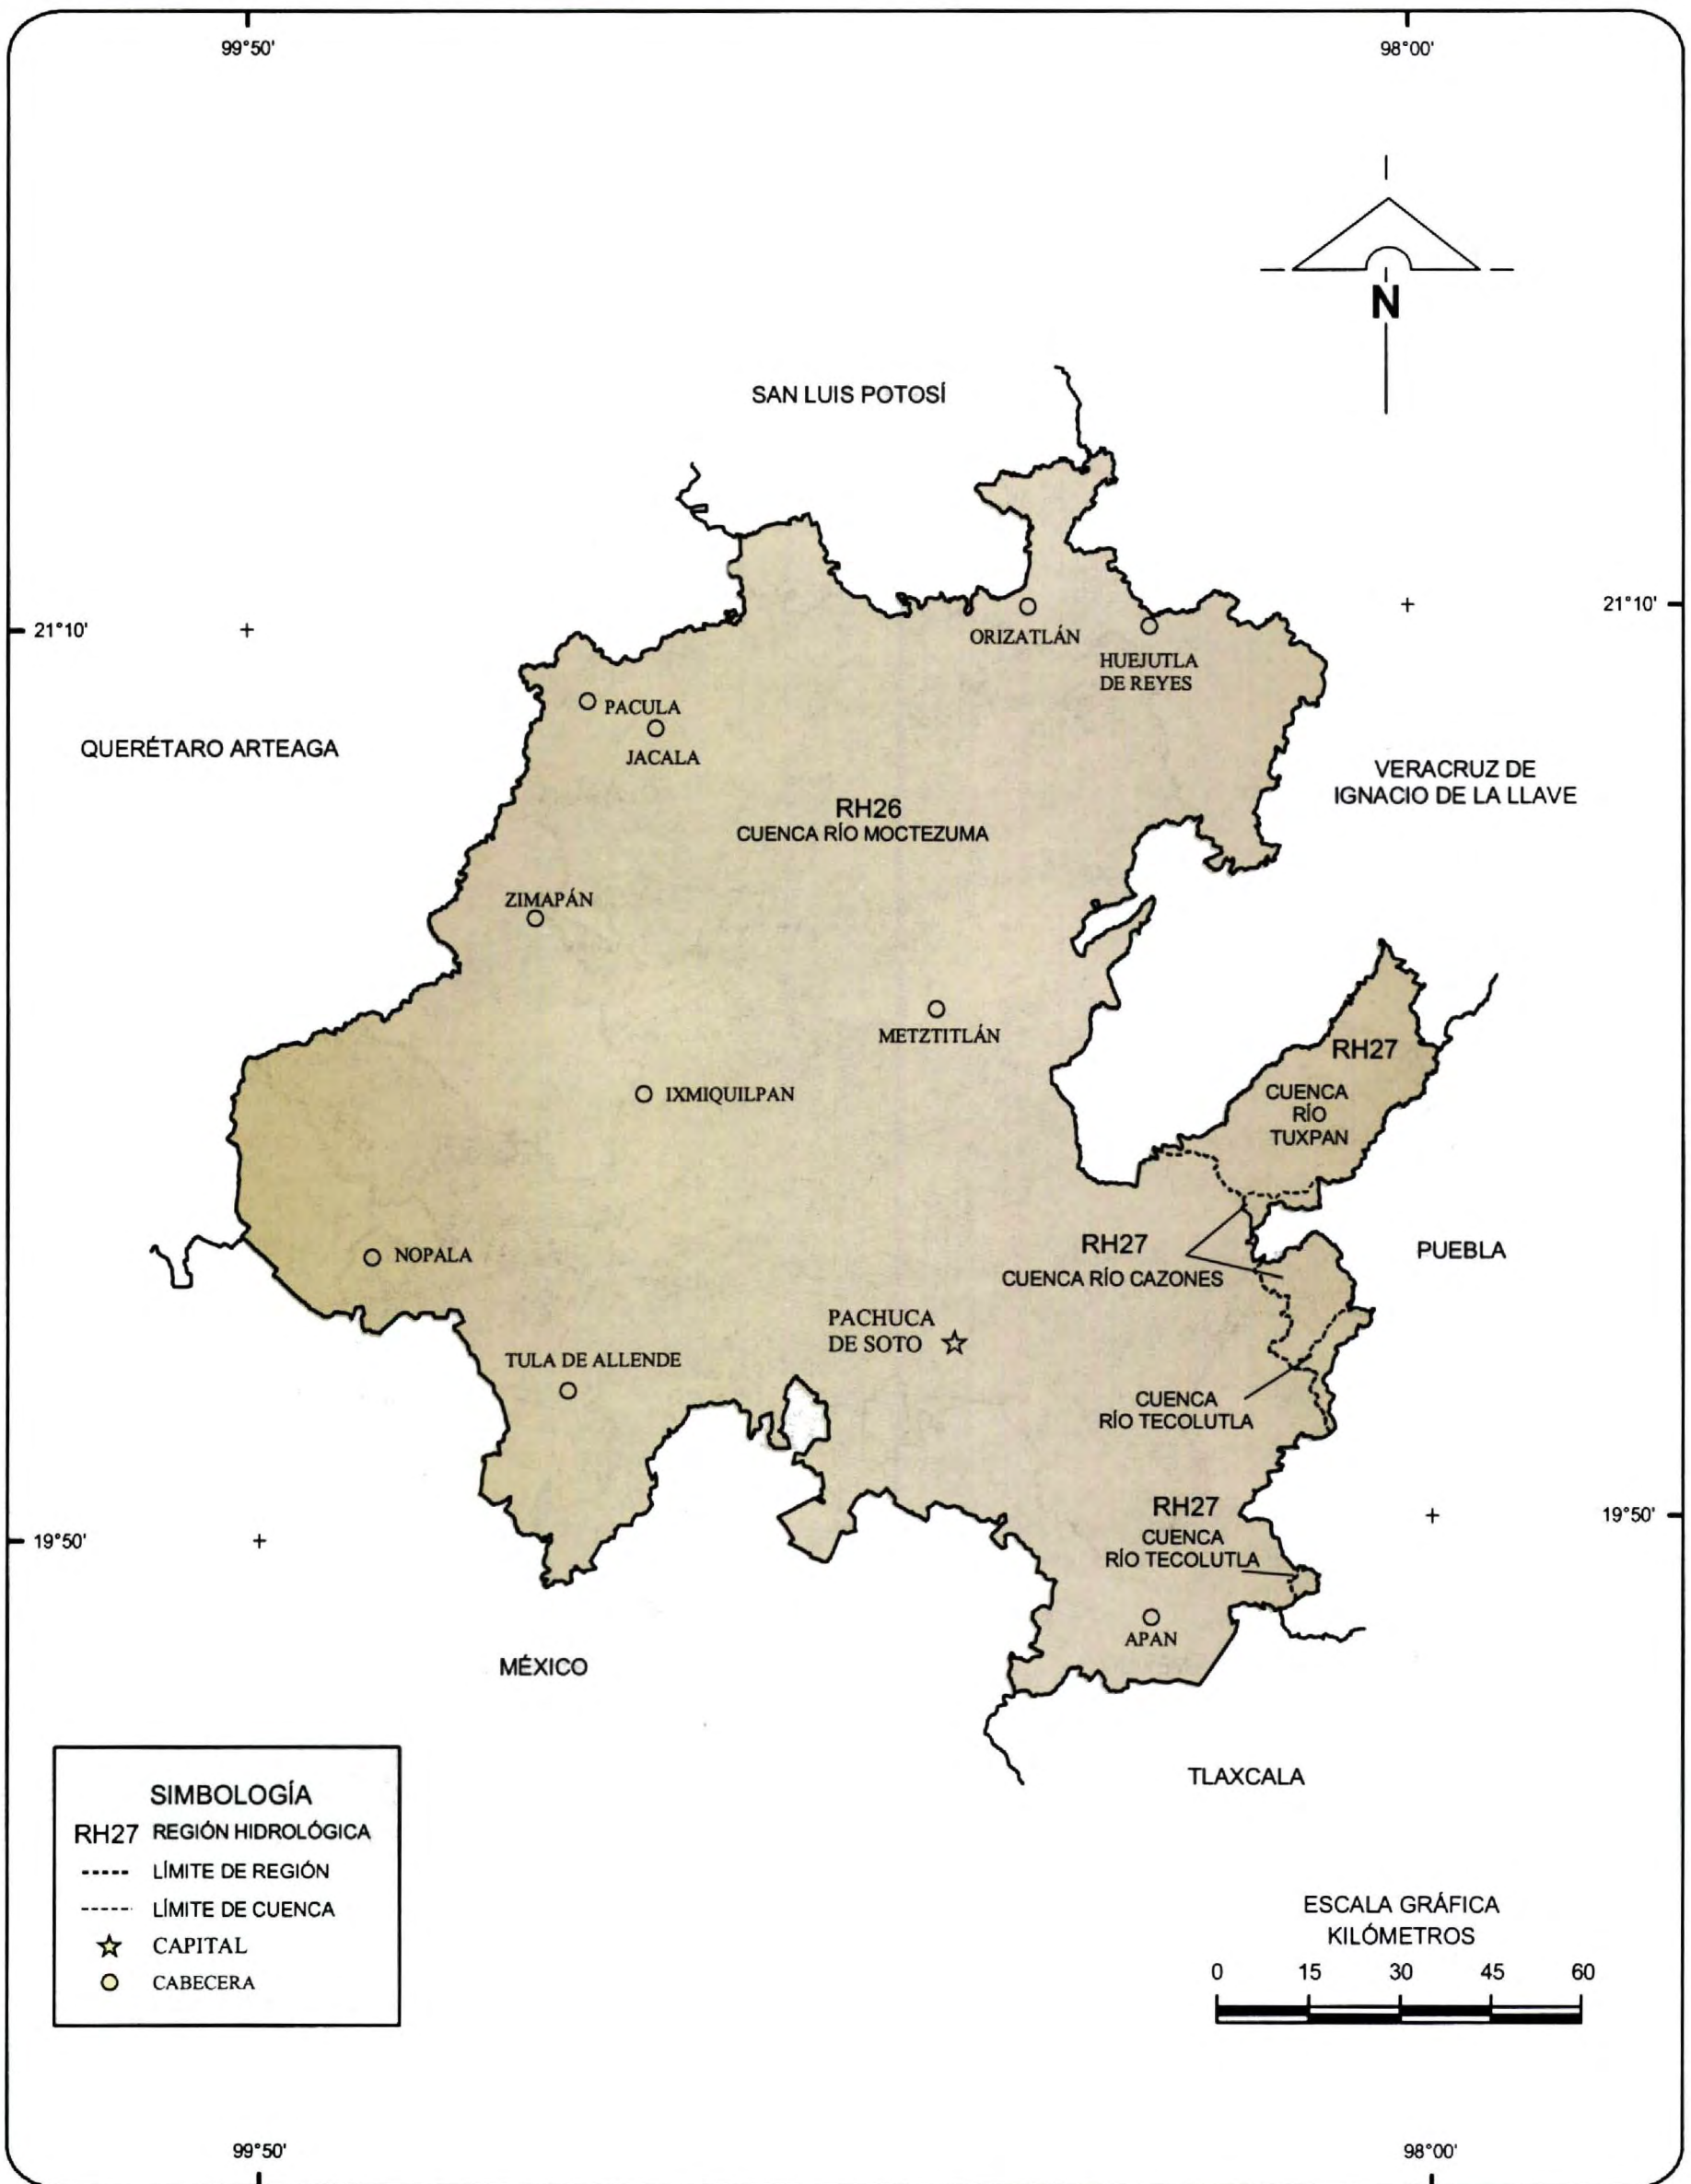 99°50'
98°00'
N
SAN LUIS POTOSÍ
21°10'
21°10'
ORIZATLÁN
HUEJUTLA
DE REYES
PACULA
JACALA
QUERÉTARO ARTEAGA
VERACRUZ DE
IGNACIO DE LA LLAVE
RH26
CUENCA RÍO MOCTEZUMA
ZIMAPÁN
METZTITLÁN
RH27
CUENCA
RÍO
TUXPAN
IXMIQUILPAN
RH27
CUENCA RÍO CAZONES
PUEBLA
NOPALA
PACHUCA
DE SOTO
TULA DE ALLENDE
CUENCA
RÍO TECOLUTLA
RH27
CUENCA
RÍO TECOLUTLA
19°50'
19°50'
APAN
MÉXICO
TLAXCALA
SIMBOLOGÍA
RH27 REGIÓN HIDROLÓGICA
LÍMITE DE REGIÓN
LÍMITE DE CUENCA
CAPITAL
CABECERA
ESCALA GRÁFICA
KILÓMETROS
0 15 30 45 60
99°50'
98°00'